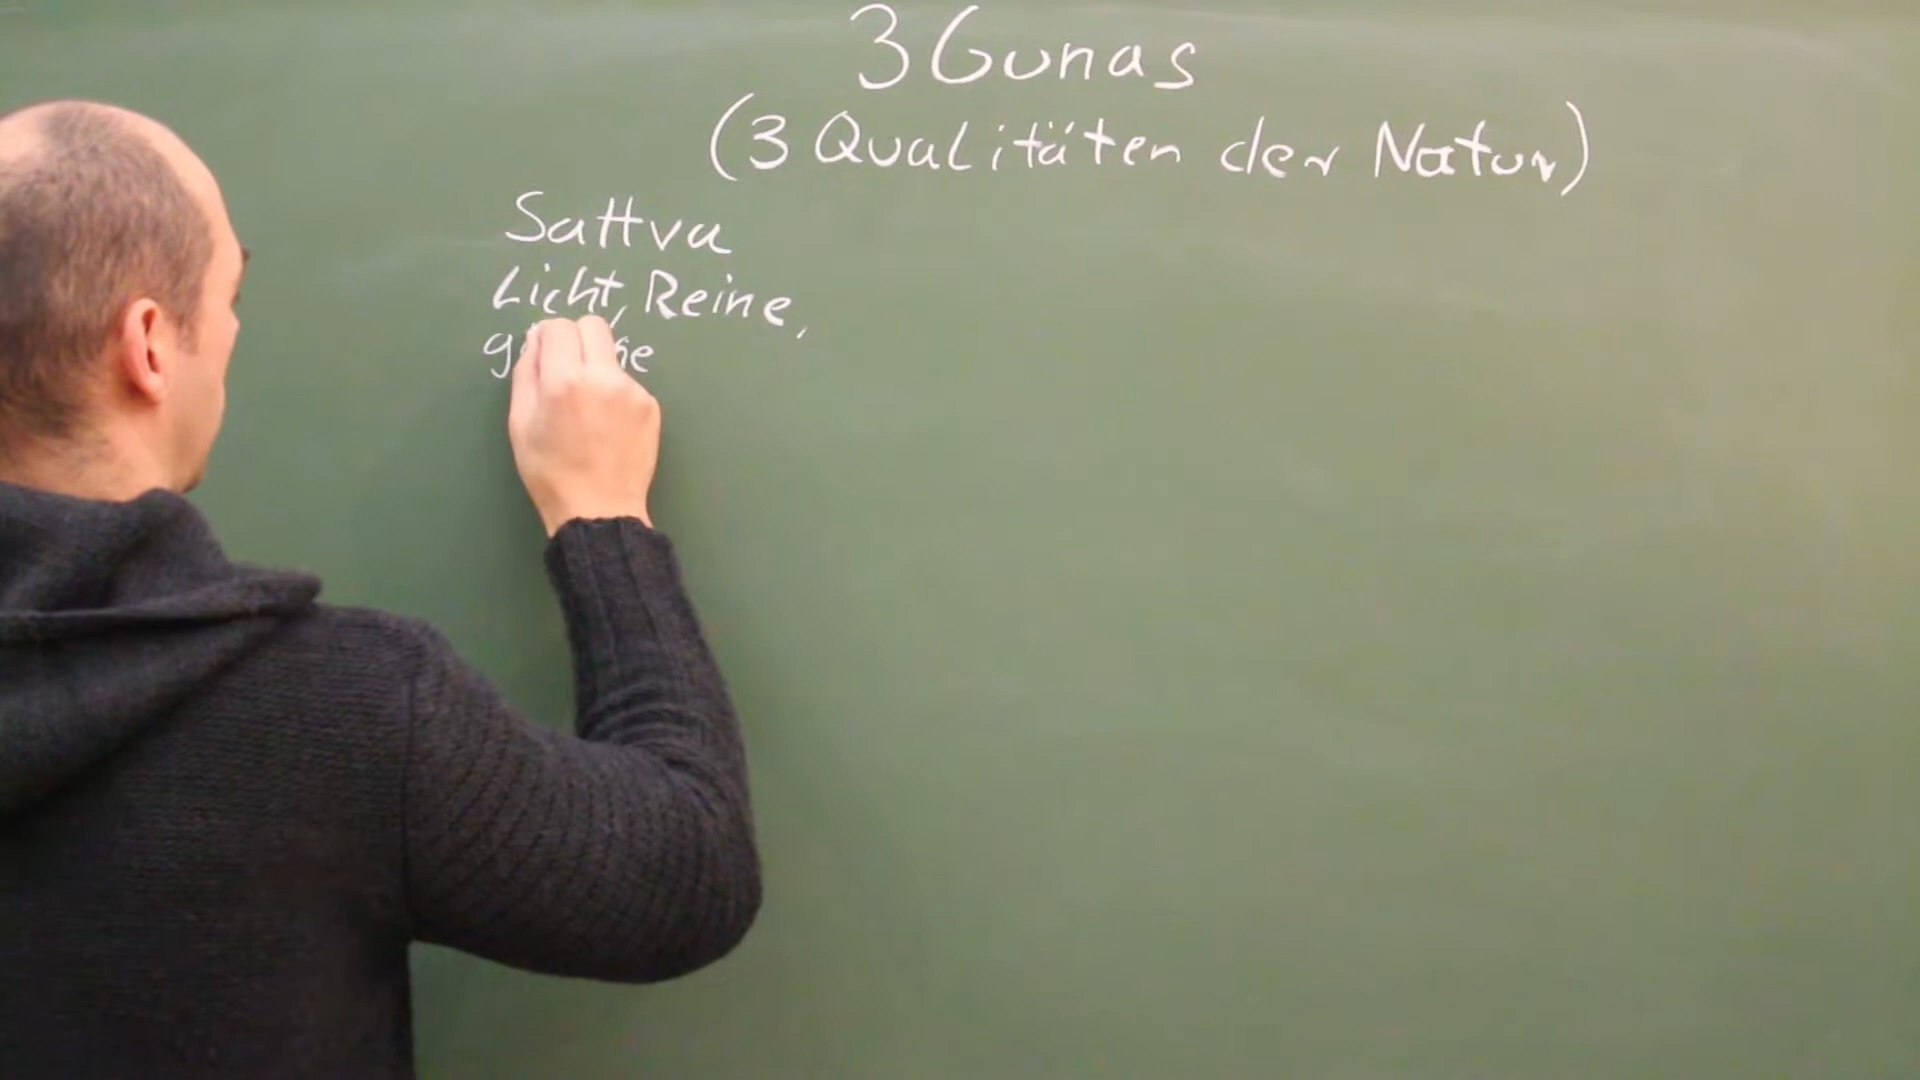 3 Gunas
(3 Qualitäten der Natur)
Sattva
Licht, Reine,